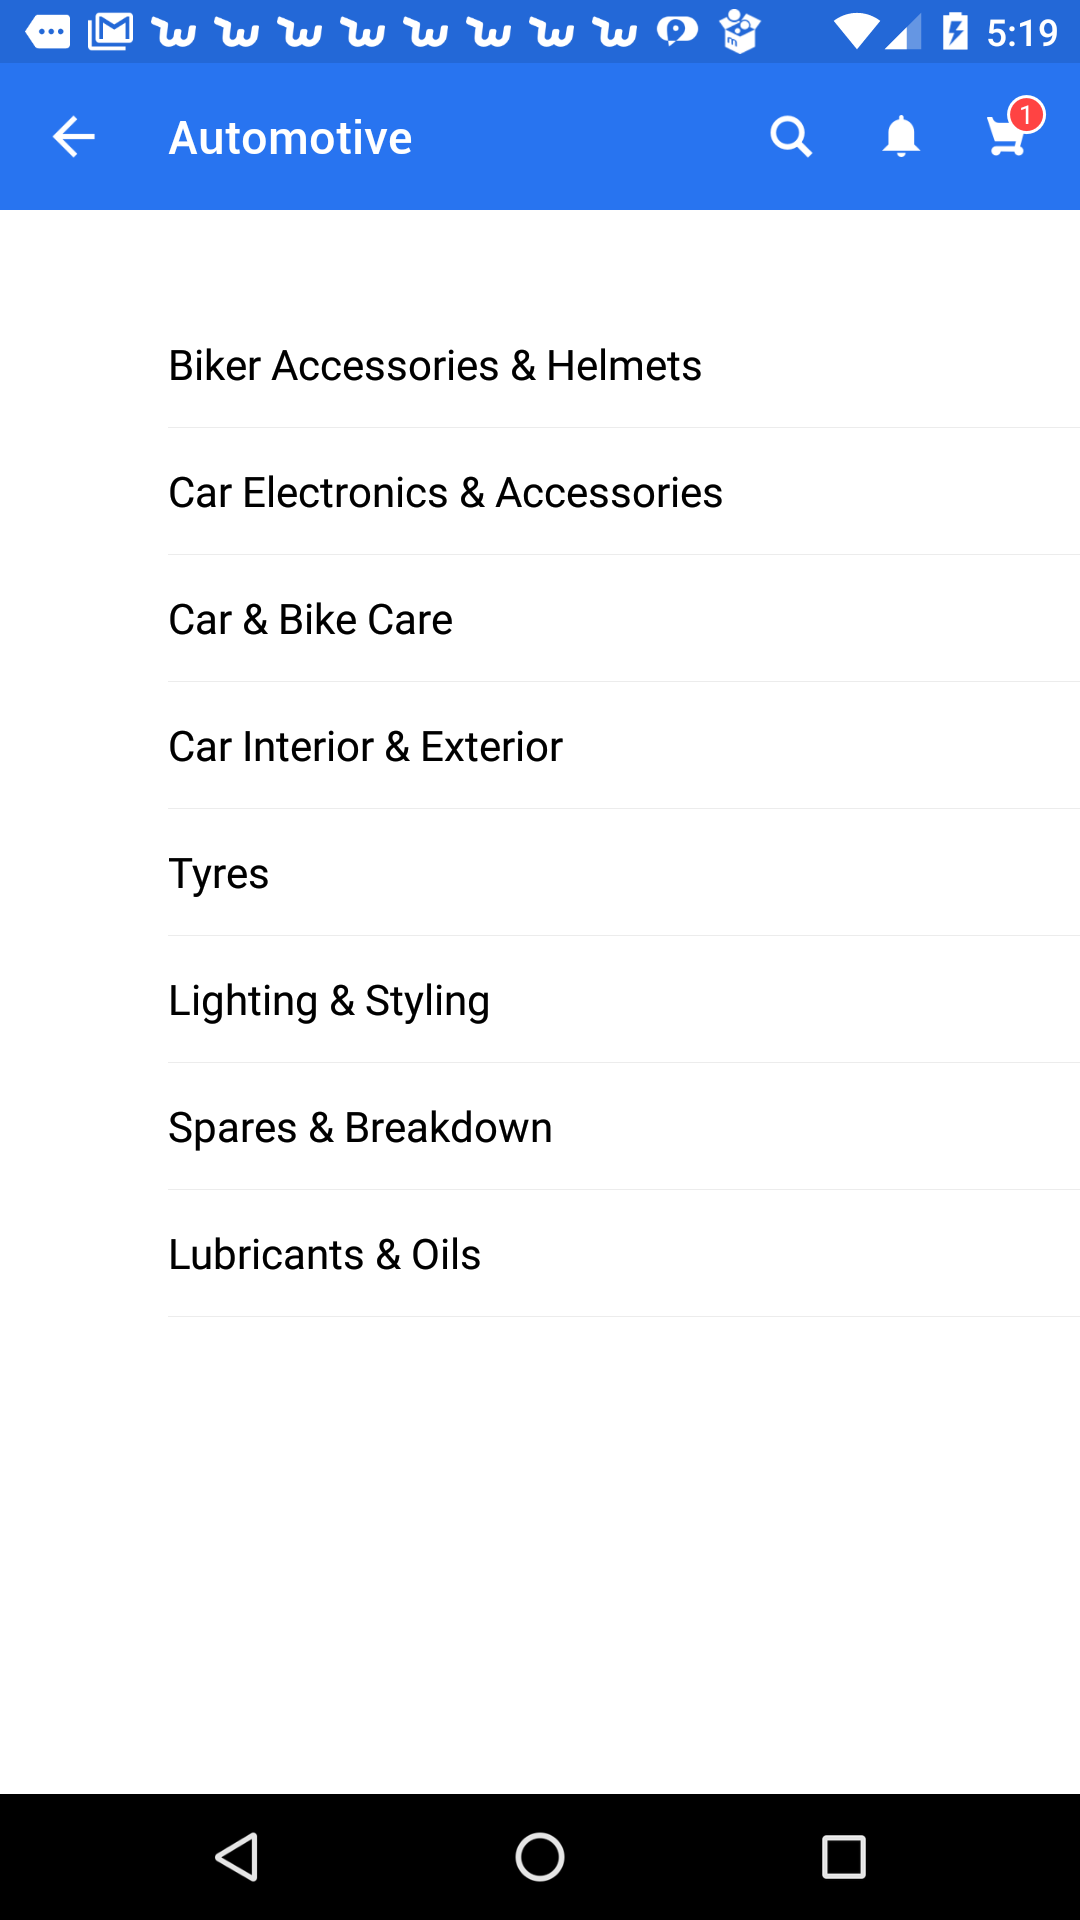 5:19
Automotive
1
Biker Accessories & Helmets
Car Electronics & Accessories
Car & Bike Care
Car Interior & Exterior
Tyres
Lighting & Styling
Spares & Breakdown
Lubricants & Oils